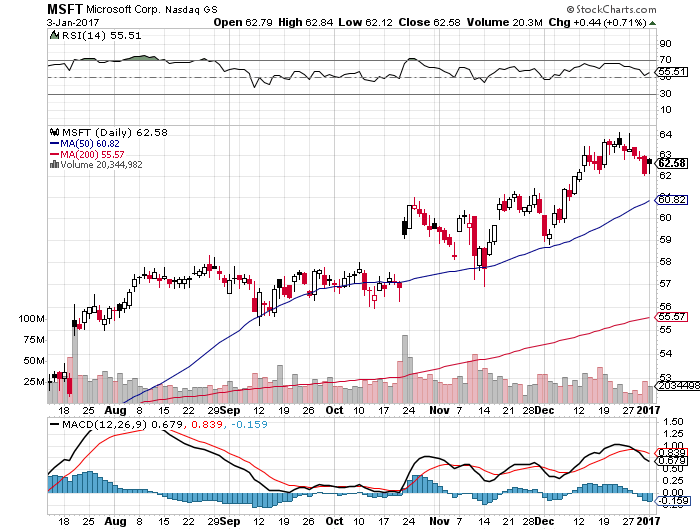 MSFT Microsoft Corp. Nasdaq GS © StockCharts.com
3-Jan-2017 Open 62.79 High 62.84 Low 62.12 Close 62.58 Volume 20.3M Chg +0.44 (+0.71%)
RSI(14) 55.51
90
70
55.51
50
30
10
MSFT (Daily) 62.58
MA(50) 60.82
MA(200) 55.57
Volume 20,344,982
64
63
62.58
62
60.82
60
59
58
57
56
55.57
55
53
20344982
100M
75M
50M
25M
18 25 Aug 8 15 22 29 Sep 12 19 26 Oct 10 17 24 Nov 7 14 21 28 Dec 12 19 27 2017
MACD(12,26,9) 0.679, 0.839, -0.159
1.50
1.25
1.00
0.839
0.679
0.50
0.25
0.00
-0.159
18 25 Aug 8 15 22 29 Sep 12 19 26 Oct 10 17 24 Nov 7 14 21 28 Dec 12 19 27 2017